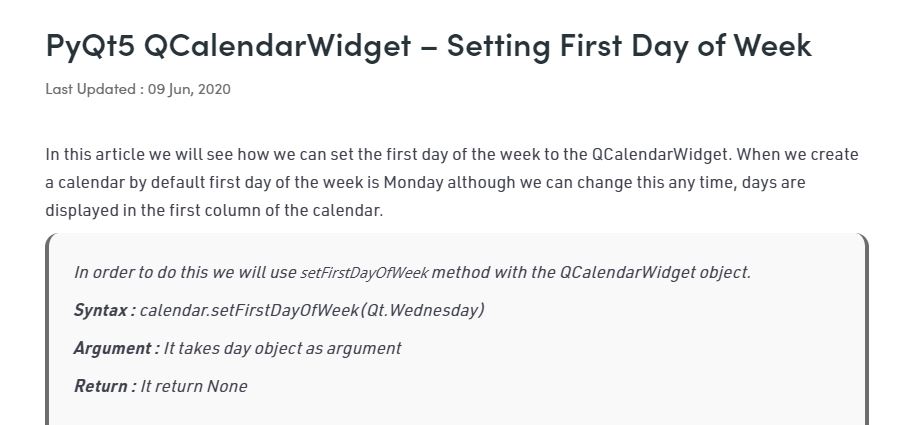 PyQt5 QCalendarWidget – Setting First Day of Week
Last Updated : 09 Jun, 2020
In this article we will see how we can set the first day of the week to the QCalendarWidget. When we create
a calendar by default first day of the week is Monday although we can change this any time, days are
displayed in the first column of the calendar.
In order to do this we will use setFirstDayOfWeek method with the QCalendarWidget object.
Syntax : calendar.setFirstDayOfWeek(Qt.Wednesday)
Argument : It takes day object as argument
Return : It return None